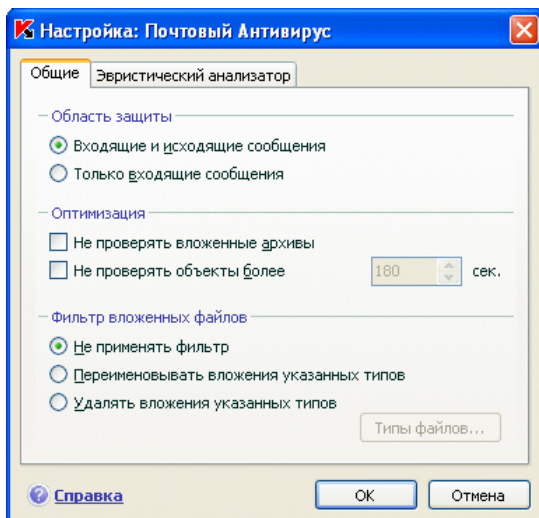 Настройка: Почтовый Антивирус
Общие Эвристический анализатор
Область защиты
Входящие и исходящие сообщения
Только входящие сообщения
Оптимизация
Не проверять вложенные архивы
Не проверять объекты более 180 сек.
Фильтр вложенных файлов
Не применять фильтр
Переименовывать вложения указанных типов
Удалять вложения указанных типов
Типы файлов...
Справка OK Отмена